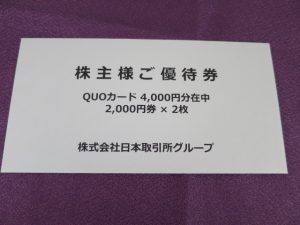 株主様ご優待券
QUOカード 4,000円分在中
2,000円券 × 2枚
株式会社日本取引所グループ